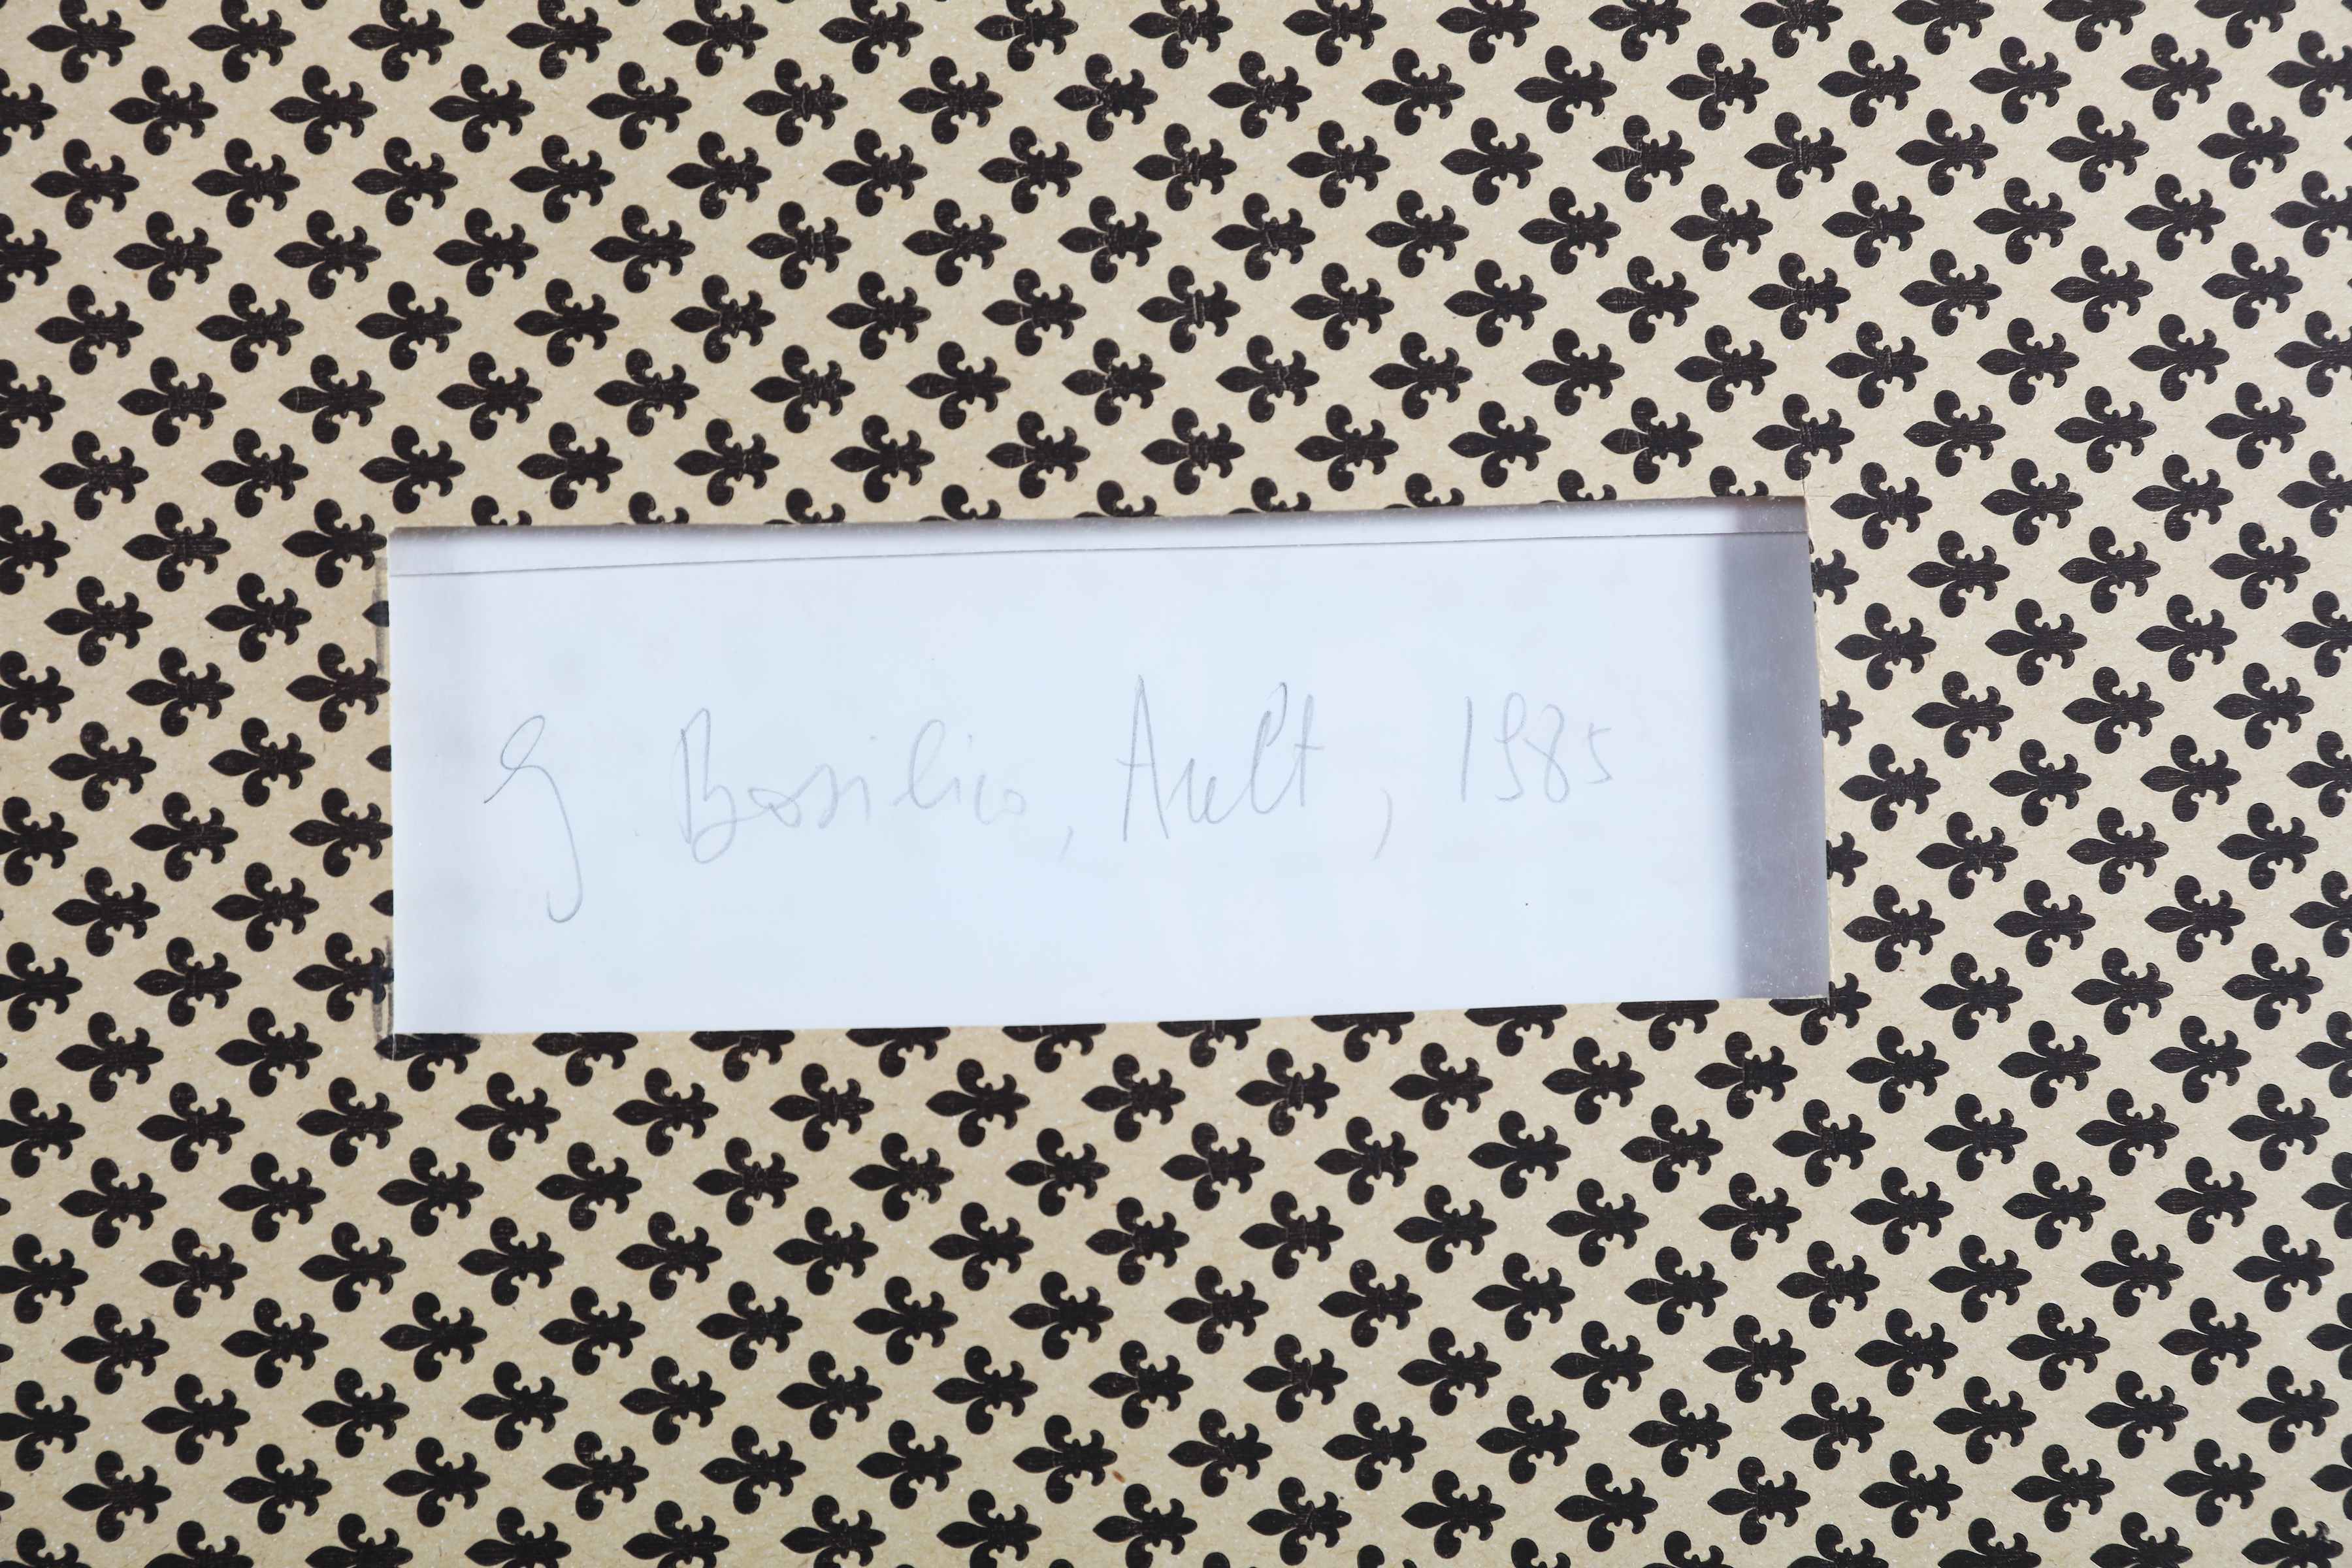 G Basilico, Ault, 1985